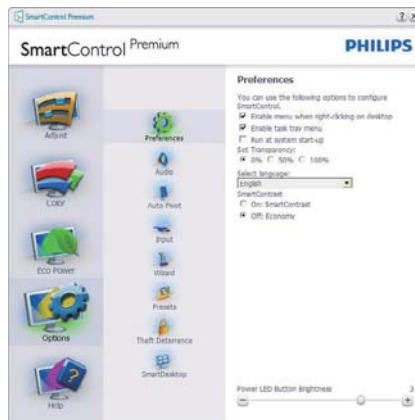 SmartControl Premium
SmartControl Premium
PHILIPS
Adjust
Color
Eco Power
Options
Help
Preferences
Audio
Auto Pivot
Input
Wizard
Presets
Theft Deterrence
SmartDesktop
Preferences
You can use the following options to configure
SmartControl.
Enable menu when right-clicking on desktop
Enable task tray menu
Run at system start-up
Set Transparency:
0% 50% 100%
Select language:
English
SmartContrast
On: SmartContrast
Off: Economy
Power LED Button Brightness 3